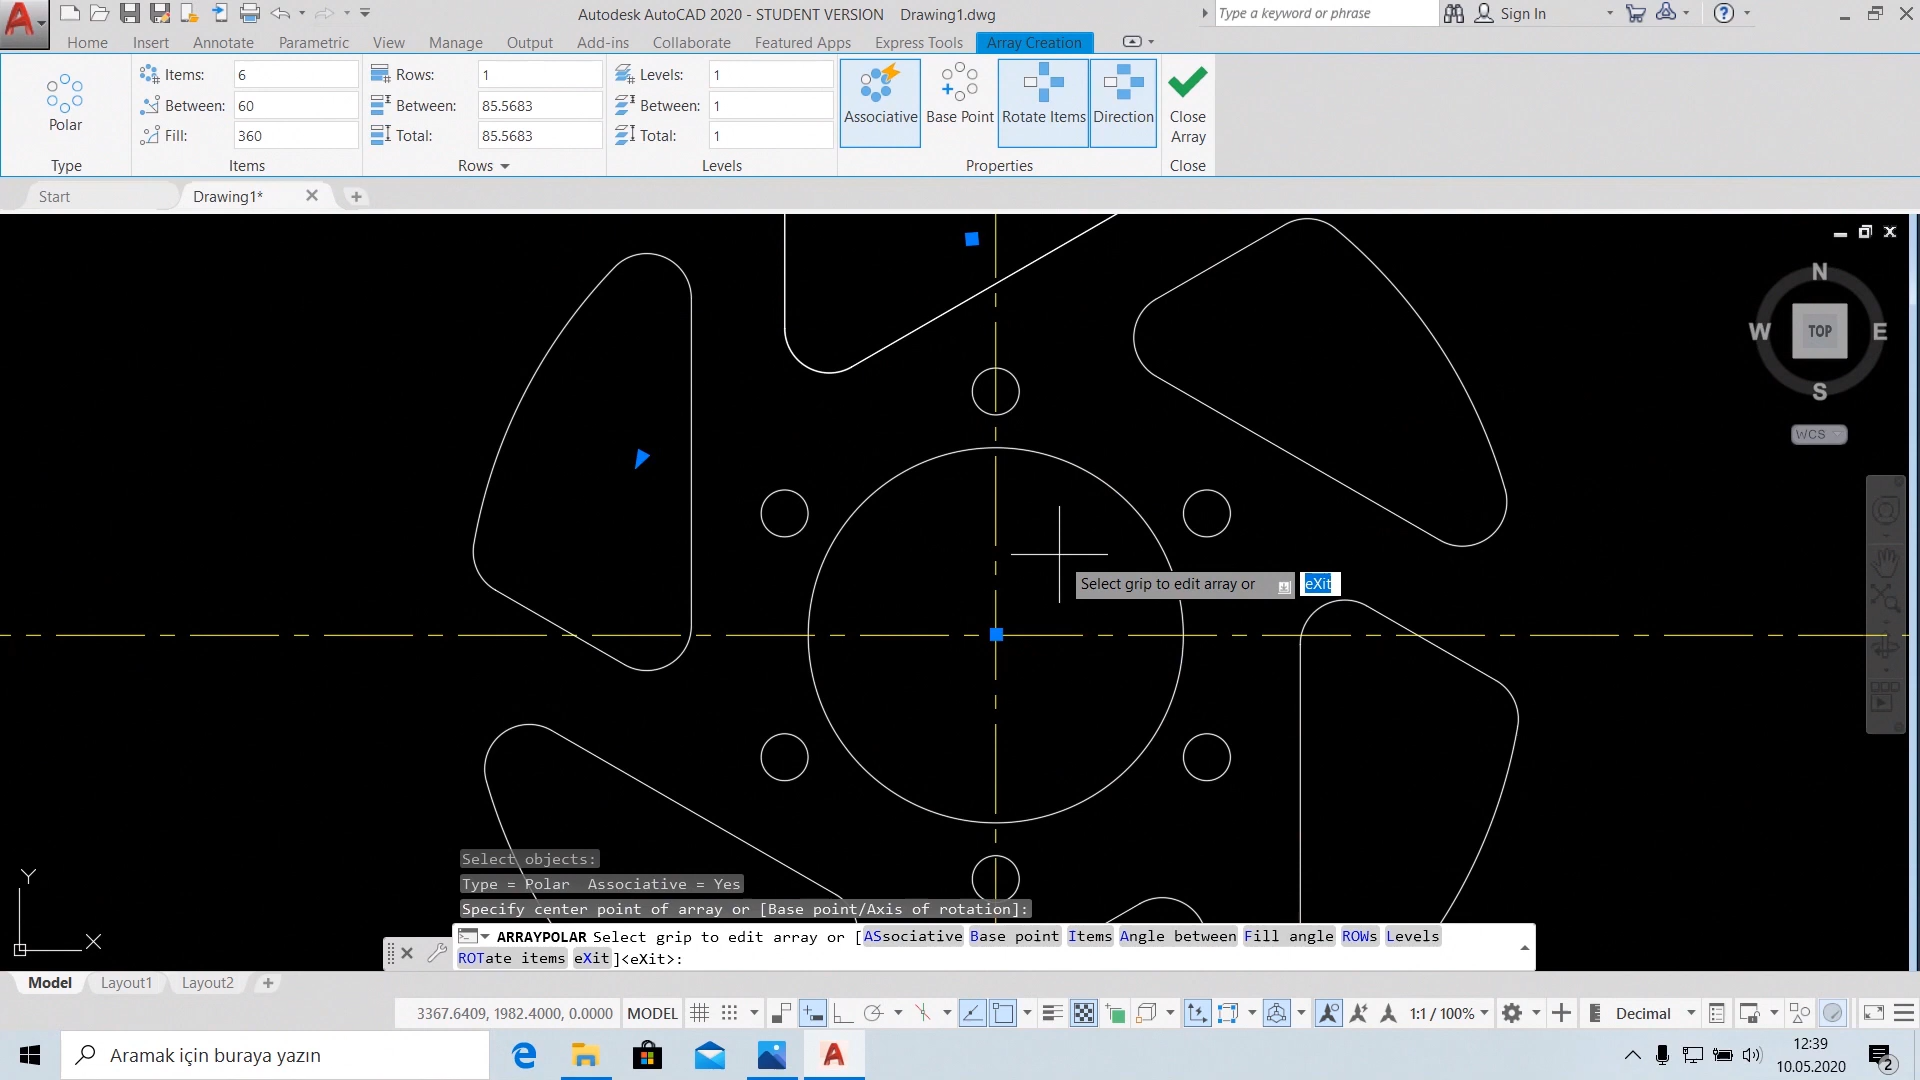 Autodesk AutoCAD 2020 - STUDENT VERSION Drawing1.dwg
Type a keyword or phrase
Sign In
Home Insert Annotate Parametric View Manage Output Add-ins Collaborate Featured Apps Express Tools Array Creation
Items: 6
Between: 60
Fill: 360
Rows: 1
Between: 85.5683
Total: 85.5683
Levels: 1
Between: 1
Total: 1
Polar
Associative Base Point Rotate Items Direction
Close
Array
Type Items Rows Levels Properties Close
Start Drawing1*
N
W TOP E
S
WCS
Select grip to edit array or eXit
Y
X
Select objects:
Type = Polar Associative = Yes
Specify center point of array or [Base point/Axis of rotation]:
ARRAYPOLAR Select grip to edit array or [ASsociative Base point Items Angle between Fill angle ROWs Levels
ROTate items eXit]<eXit>:
Model Layout1 Layout2
3367.6409, 1982.4000, 0.0000 MODEL 1:1 / 100% Decimal
Aramak için buraya yazın
12:39
10.05.2020
2